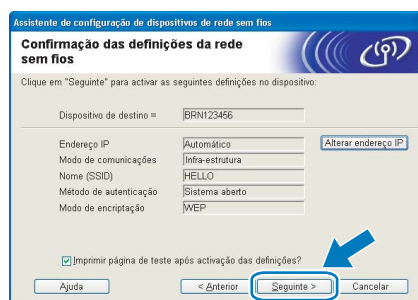 Assistente de configuração de dispositivos de rede sem fios
Confirmação das definições da rede
sem fios
Clique em "Seguinte" para activar as seguintes definições no dispositivo:
Dispositivo de destino = BRN123456
Endereço IP Automático Alterar endereço IP
Modo de comunicações Infra-estrutura
Nome (SSID) HELLO
Método de autenticação Sistema aberto
Modo de encriptação WEP
Imprimir página de teste após activação das definições?
Ajuda < Anterior Seguinte > Cancelar